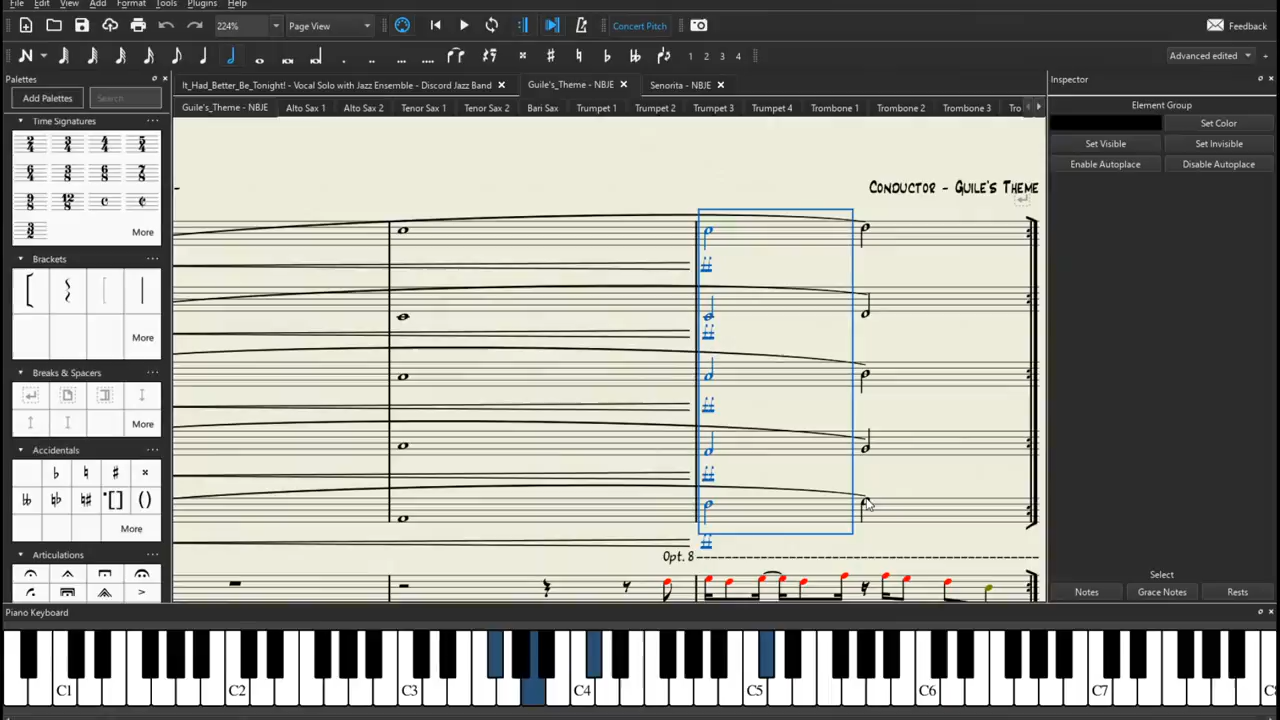 File Edit View Add Format Tools Plugins Help
224% Page View Concert Pitch Feedback
1 2 3 4 Advanced edited
Palettes
Add Palettes Search
Time Signatures
More
Brackets
More
Breaks & Spacers
More
Accidentals
More
Articulations
It_Had_Better_Be_Tonight! - Vocal Solo with Jazz Ensemble - Discord Jazz Band Guile's_Theme - NBJE Senorita - NBJE
Guile's_Theme - NBJE Alto Sax 1 Alto Sax 2 Tenor Sax 1 Tenor Sax 2 Bari Sax Trumpet 1 Trumpet 2 Trumpet 3 Trumpet 4 Trombone 1 Trombone 2 Trombone 3 Tro
Conductor - Guile's Theme
Opt. 8
Inspector
Element Group
Set Color
Set Visible Set Invisible
Enable Autoplace Disable Autoplace
Select
Notes Grace Notes Rests
Piano Keyboard
C1 C2 C3 C4 C5 C6 C7